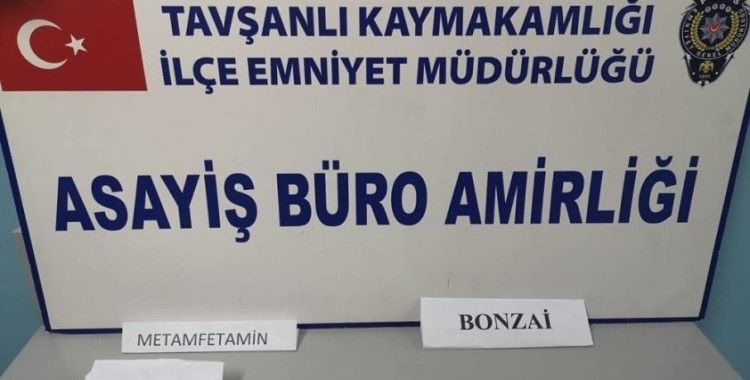 TAVŞANLI KAYMAKAMLIĞI
İLÇE EMNİYET MÜDÜRLÜĞÜ
ASAYİŞ BÜRO AMİRLİĞİ
METAMFETAMİN
BONZAİ